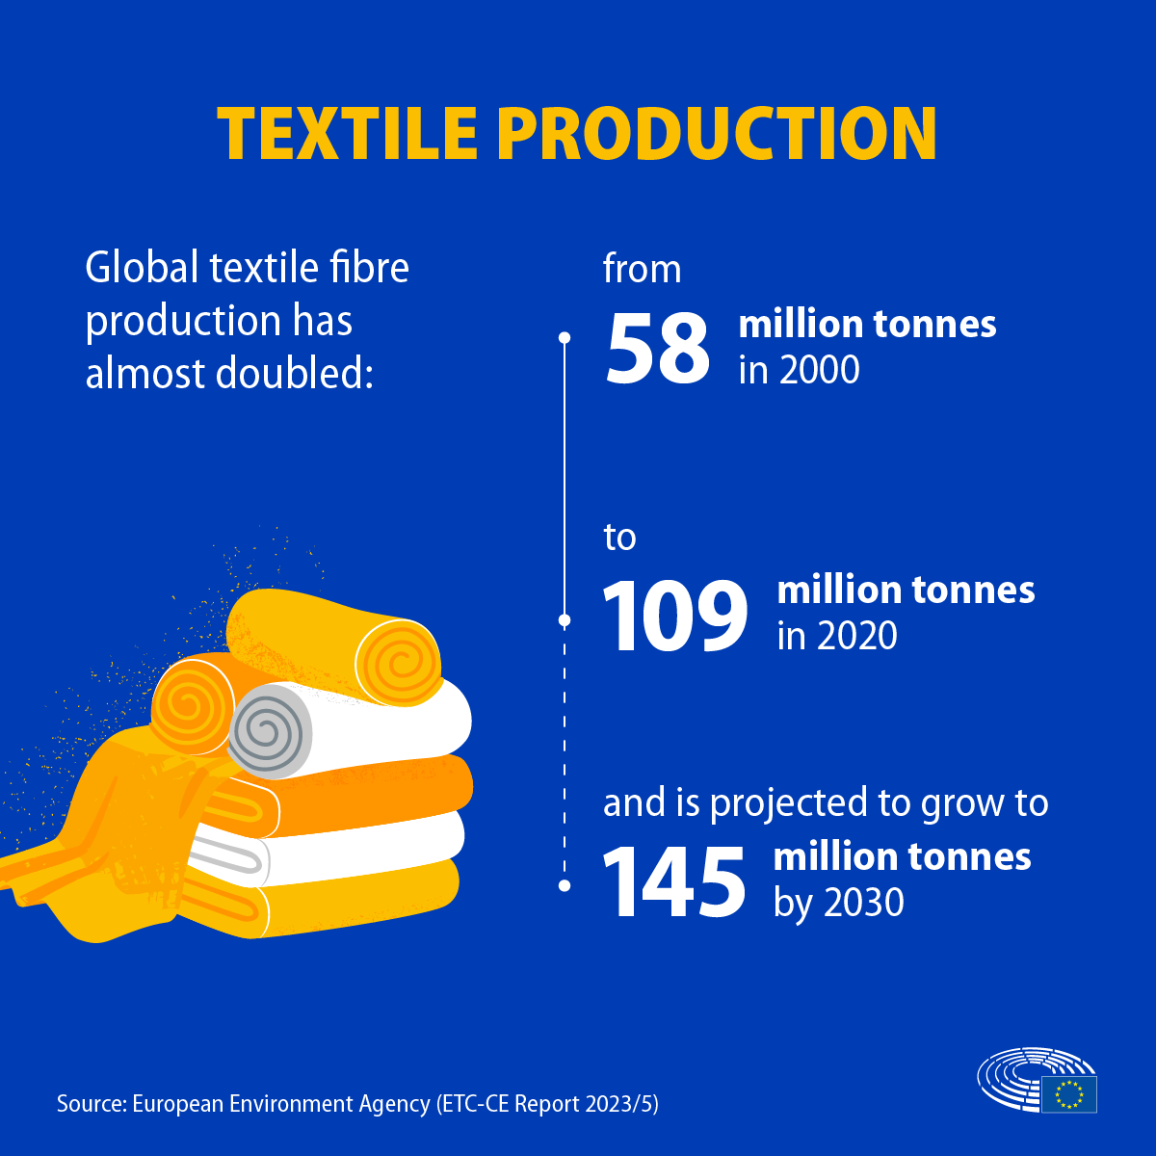 TEXTILE PRODUCTION
Global textile fibre
production has
almost doubled:
from
58 million tonnes
in 2000
to
109 million tonnes
in 2020
and is projected to grow to
145 million tonnes
by 2030
Source: European Environment Agency (ETC-CE Report 2023/5)